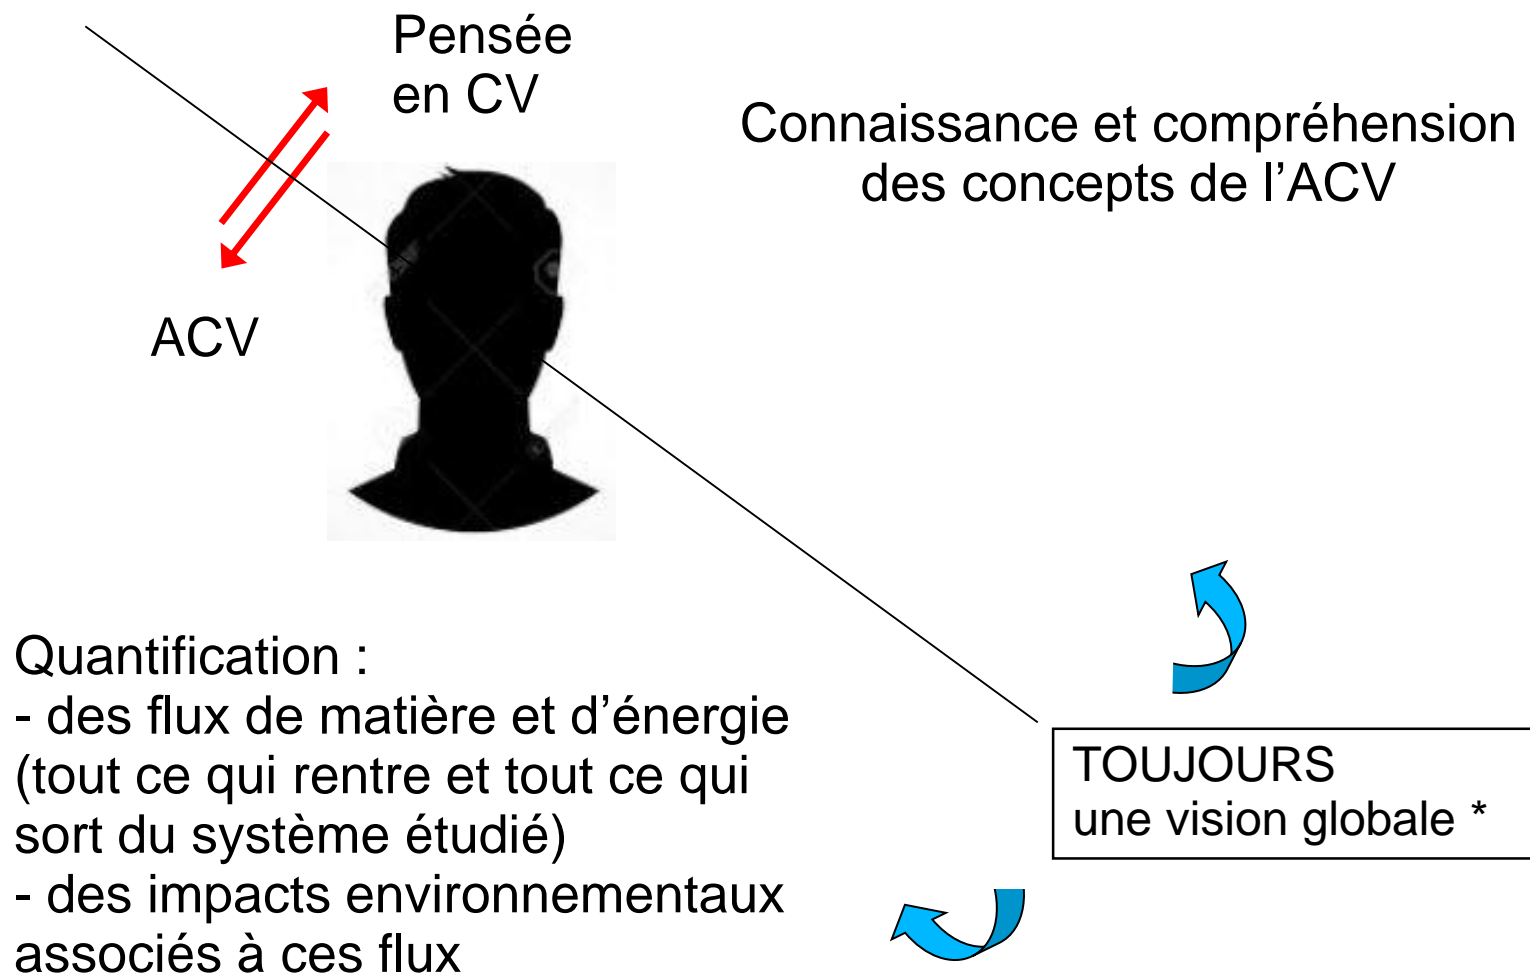 Pensée
en CV
Connaissance et compréhension
des concepts de l’ACV
ACV
Quantification :
- des flux de matière et d’énergie
(tout ce qui rentre et tout ce qui
sort du système étudié)
- des impacts environnementaux
associés à ces flux
TOUJOURS
une vision globale *